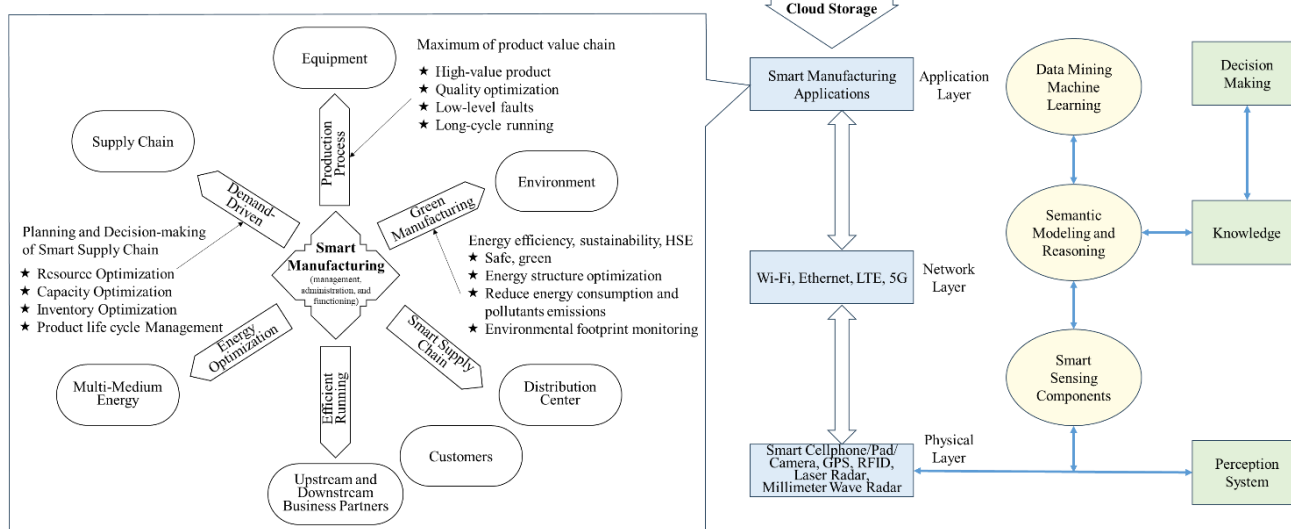 Cloud Storage
Equipment
Maximum of product value chain
★ High-value product
★ Quality optimization
★ Low-level faults
★ Long-cycle running
Supply Chain
Production
Process
Environment
Demand-
Driven
Green
Manufacturing
Planning and Decision-making
of Smart Supply Chain
★ Resource Optimization
★ Capacity Optimization
★ Inventory Optimization
★ Product life cycle Management
Smart
Manufacturing
(management,
administration, and
functioning)
Energy efficiency, sustainability, HSE
★ Safe, green
★ Energy structure optimization
★ Reduce energy consumption and
pollutants emissions
★ Environmental footprint monitoring
Energy
Optimization
Smart Supply
Chain
Efficient
Running
Multi-Medium
Energy
Distribution
Center
Customers
Upstream and
Downstream
Business Partners
Smart Manufacturing
Applications
Application
Layer
Wi-Fi, Ethernet, LTE, 5G
Network
Layer
Smart Cellphone/Pad/
Camera, GPS, RFID,
Laser Radar,
Millimeter Wave Radar
Physical
Layer
Data Mining
Machine
Learning
Semantic
Modeling and
Reasoning
Smart
Sensing
Components
Decision
Making
Knowledge
Perception
System